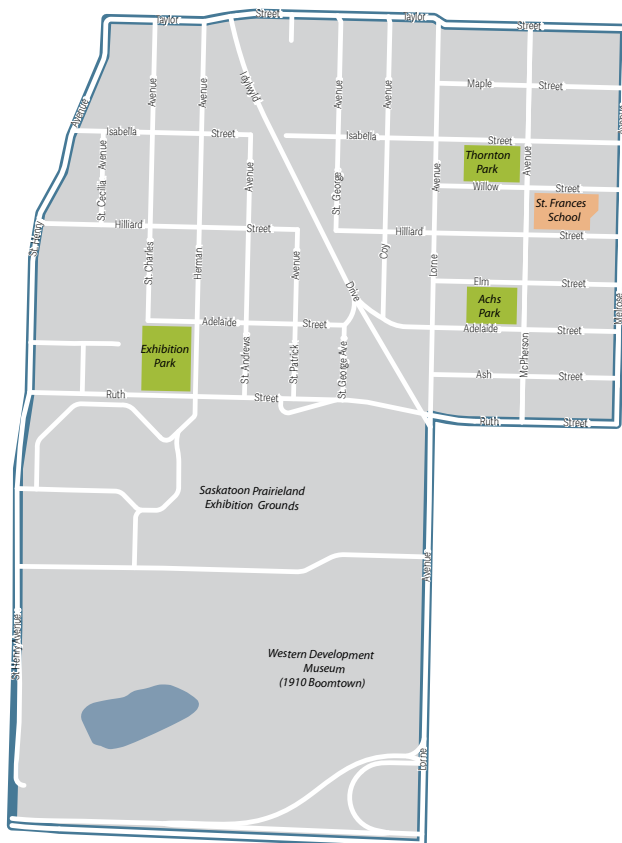 Taylor
Street
Taylor
Street
Maple
Street
Avenue
Avenue
Idylwyld
Avenue
Avenue
Avenue
Isabella
Street
Isabella
Street
Avenue
Avenue
Avenue
Avenue
Thornton
Park
Willow
Street
St. Cecilia
St. George
St. Frances
School
St. Henry
Hilliard
Street
Hilliard
Street
St. Charles
Herman
Avenue
Coy
Lorne
Elm
Street
Drive
Achs
Park
Melrose
Adelaide
Street
Adelaide
Street
Exhibition
Park
St. Andrews
St. Patrick
St. George Ave
McPherson
Ash
Street
Ruth
Street
Ruth
Street
Saskatoon Prairieland
Exhibition Grounds
Avenue
St. Henry Avenue
Western Development
Museum
(1910 Boomtown)
Lorne